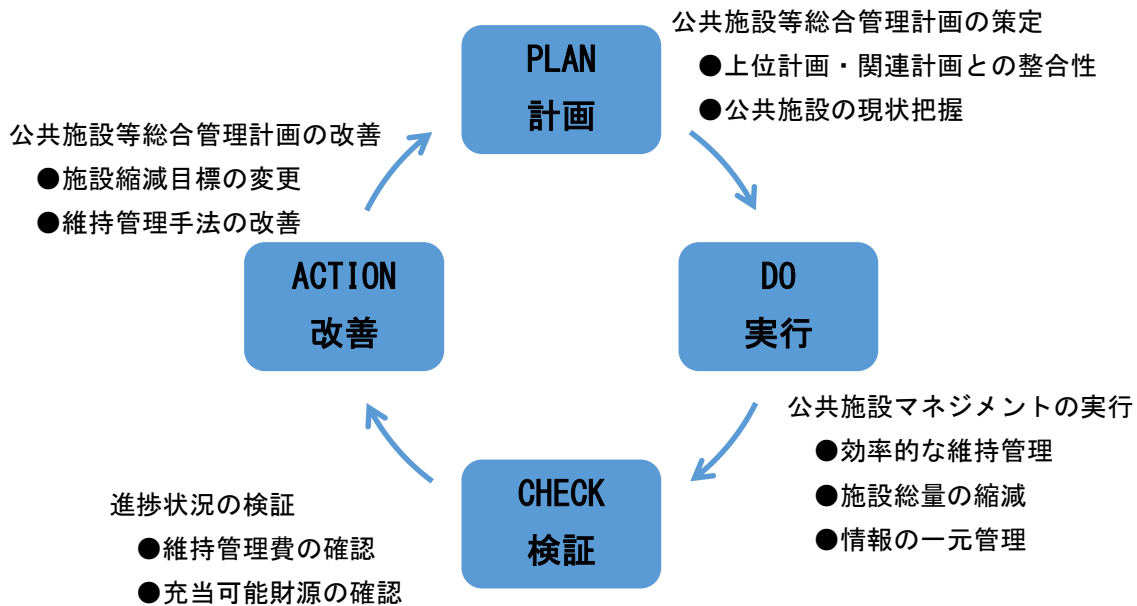 PLAN
計画
公共施設等総合管理計画の策定
●上位計画・関連計画との整合性
●公共施設の現状把握
DO
実行
公共施設マネジメントの実行
●効率的な維持管理
●施設総量の縮減
●情報の一元管理
CHECK
検証
進捗状況の検証
●維持管理費の確認
●充当可能財源の確認
ACTION
改善
公共施設等総合管理計画の改善
●施設縮減目標の変更
●維持管理手法の改善